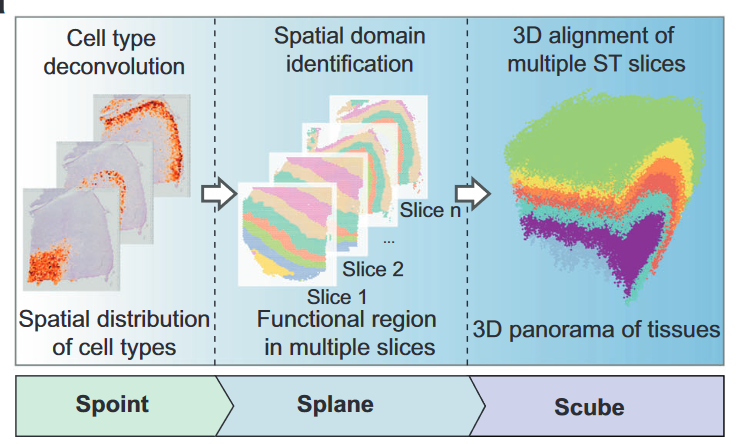 Cell type
deconvolution
Spatial domain
identification
3D alignment of
multiple ST slices
Slice n
...
Slice 2
Slice 1
Spatial distribution
of cell types
Functional region
in multiple slices
3D panorama of tissues
Spoint
Splane
Scube